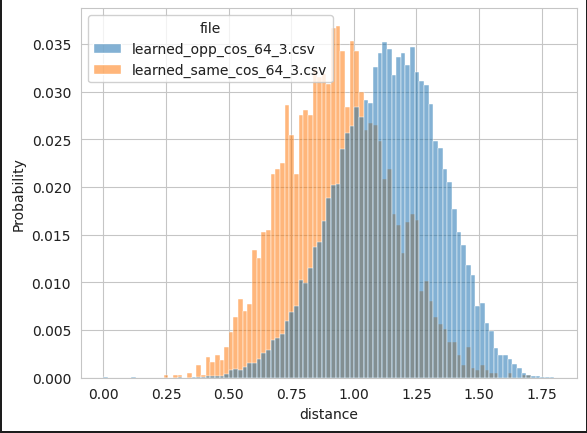 file
learned_opp_cos_64_3.csv
learned_same_cos_64_3.csv
0.035
0.030
0.025
0.020
0.015
0.010
0.005
0.000
Probability
0.00 0.25 0.50 0.75 1.00 1.25 1.50 1.75
distance